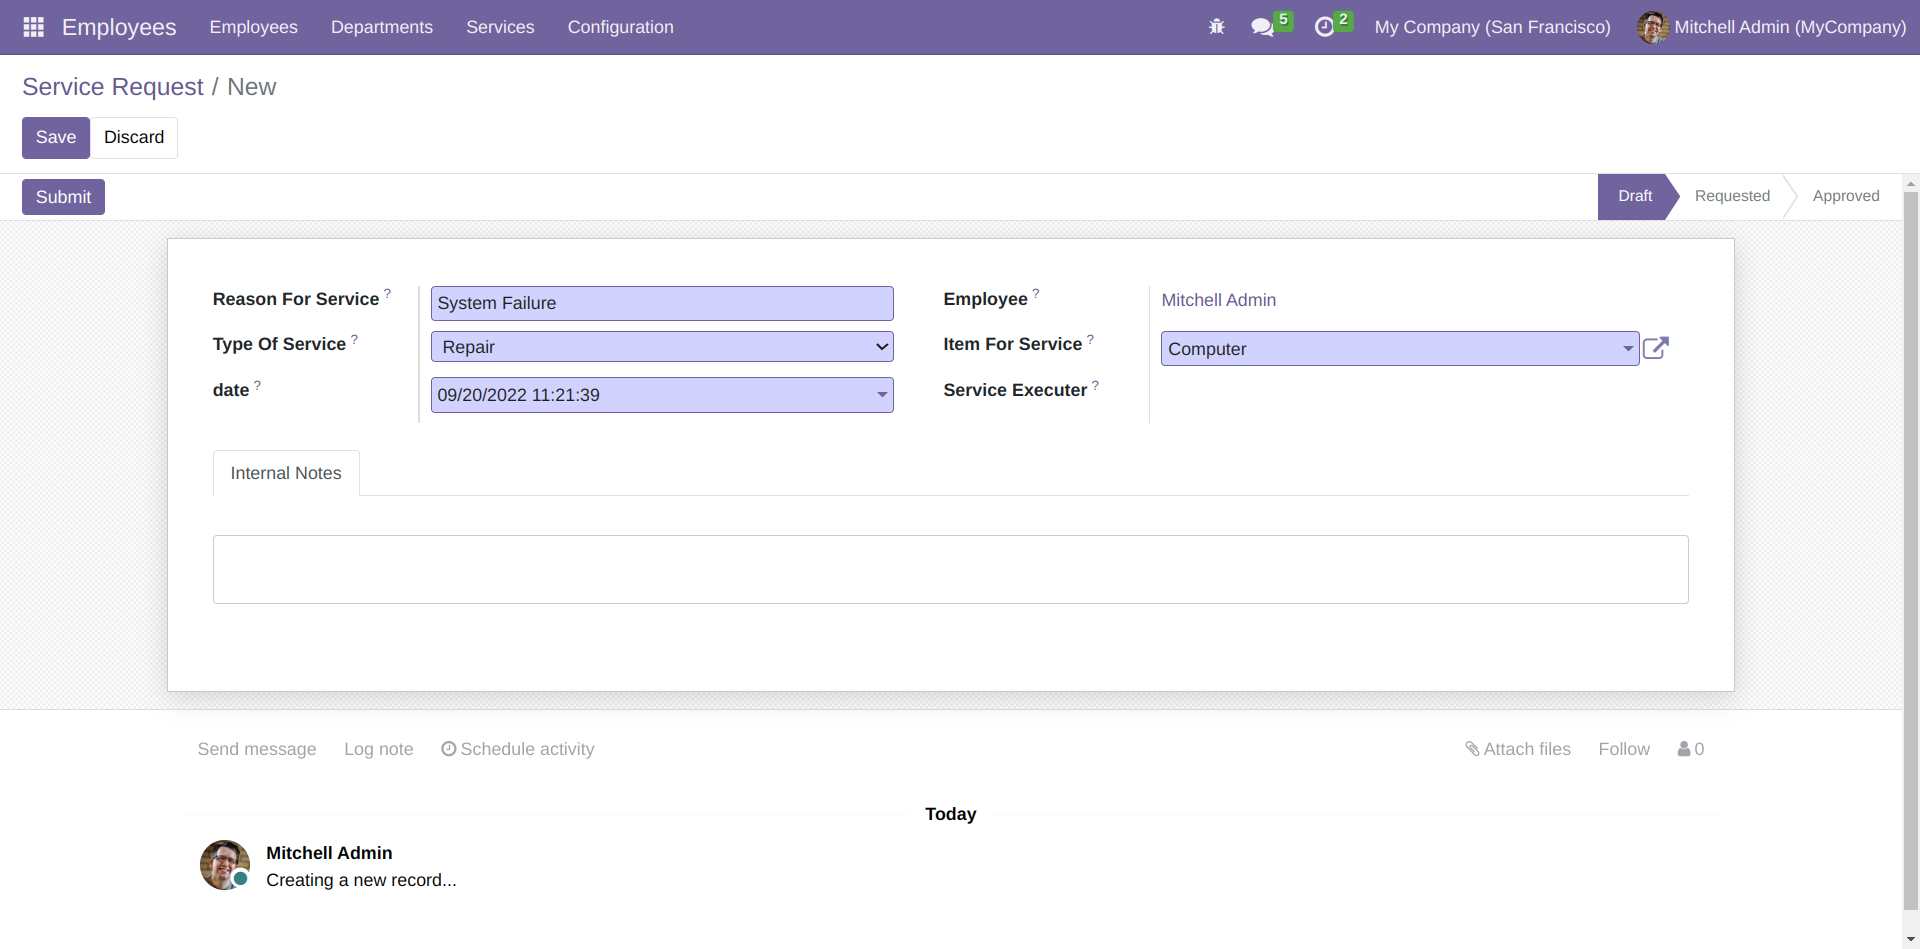 Employees Employees Departments Services Configuration 5 2 My Company (San Francisco) Mitchell Admin (MyCompany)
Service Request / New
Save Discard
Submit Draft Requested Approved
Reason For Service ? System Failure Employee ? Mitchell Admin
Type Of Service ? Repair Item For Service ? Computer
date ? 09/20/2022 11:21:39 Service Executer ?
Internal Notes
Send message Log note Schedule activity Attach files Follow 0
Today
Mitchell Admin
Creating a new record...